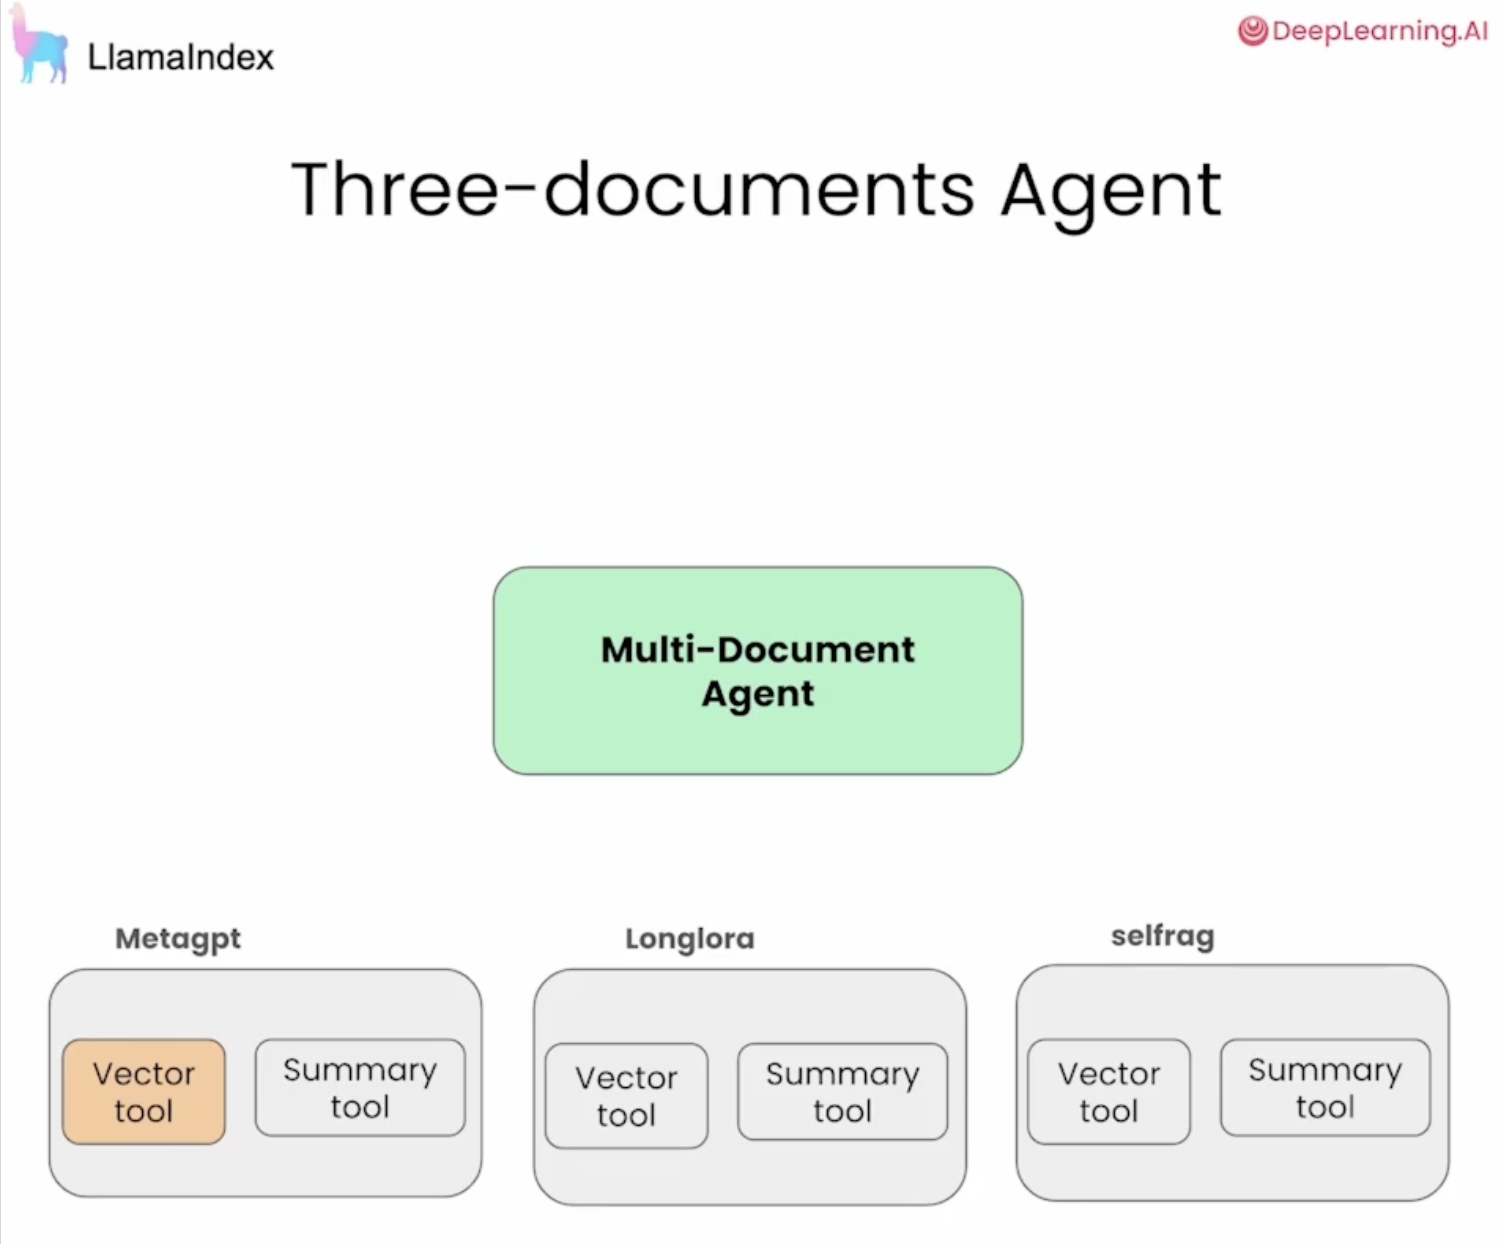 LlamaIndex
DeepLearning.AI
Three-documents Agent
Multi-Document
Agent
Metagpt
Longlora
selfrag
Vector
tool
Summary
tool
Vector
tool
Summary
tool
Vector
tool
Summary
tool